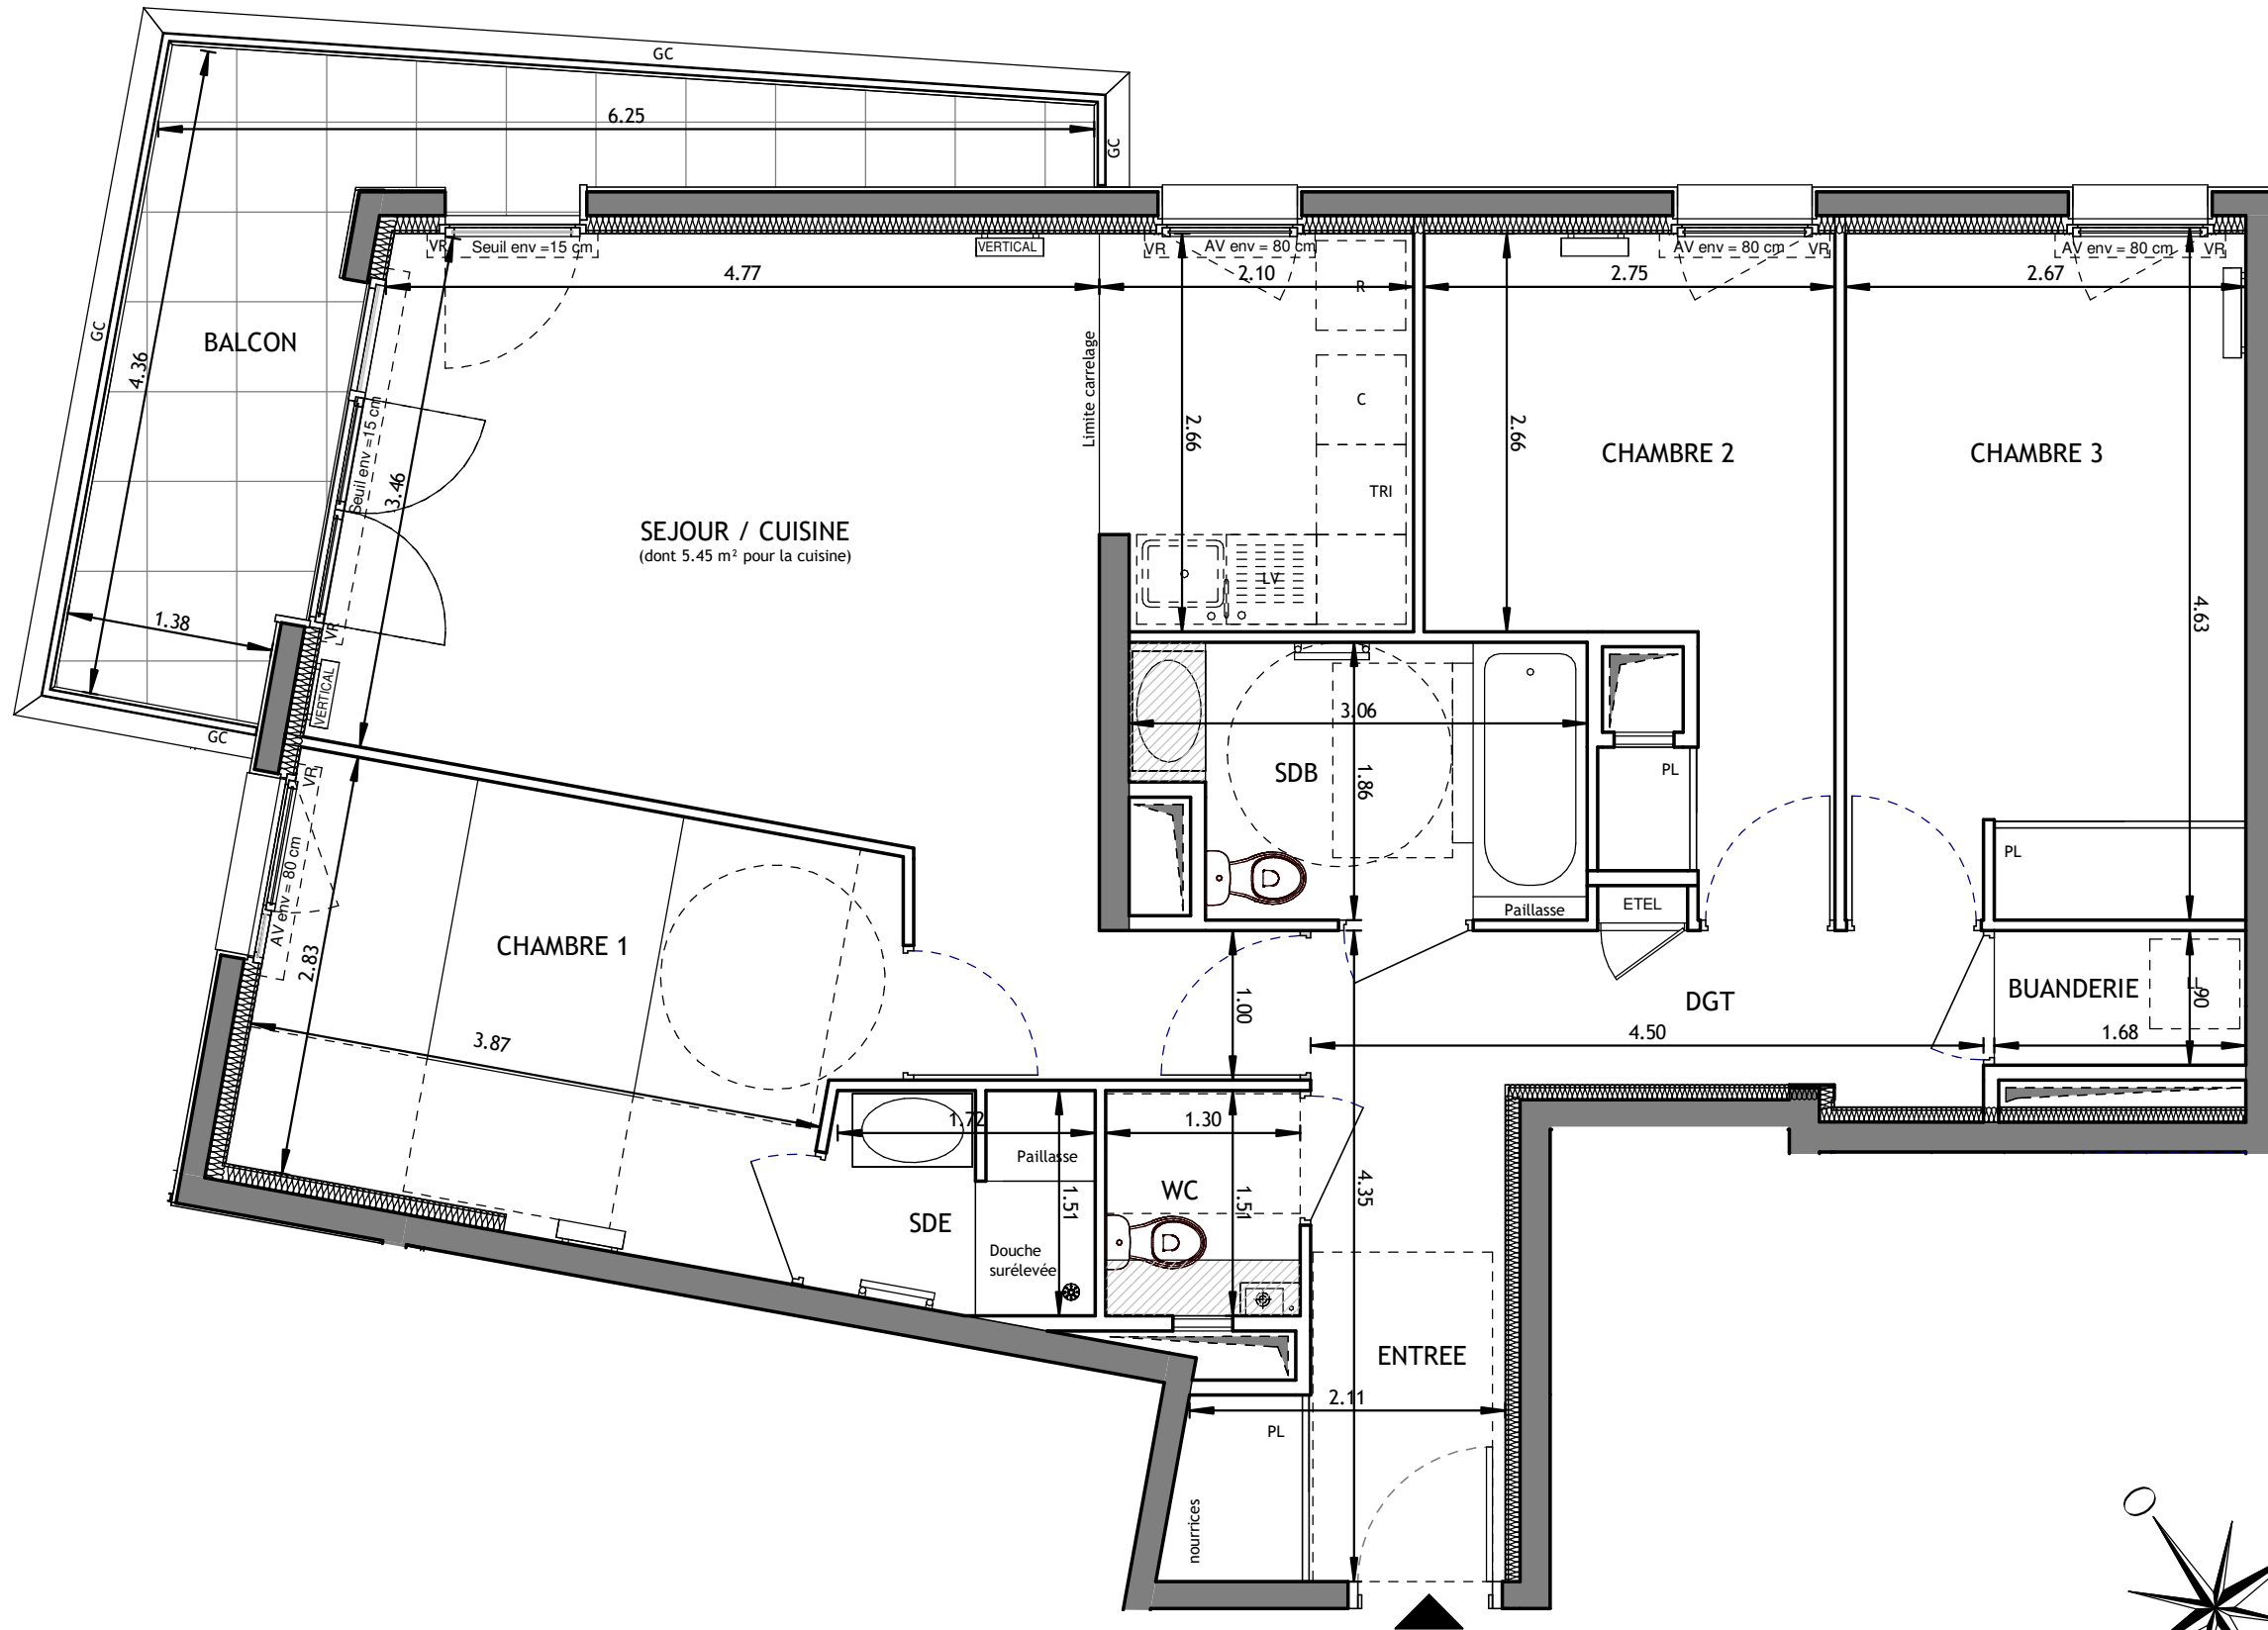 GC
6.25
GC
VR
Seuil env =15 cm
VERTICAL
VR
AV env = 80 cm
AV env = 80 cm
VR
AV env = 80 cm
VR
4.77
2.10
2.75
2.67
R
GC
BALCON
4.36
Seuil env =15 cm
3.46
Limite carrelage
2.66
C
2.66
CHAMBRE 2
CHAMBRE 3
TRI
SEJOUR / CUISINE
(dont 5.45 m² pour la cuisine)
LV
4.63
1.38
VR
VERTICAL
GC
3.06
SDB
1.86
PL
VR
AV env = 80 cm
PL
Paillasse
ETEL
CHAMBRE 1
2.83
1.00
DGT
BUANDERIE
LL
90
4.50
1.68
3.87
1.72
1.30
Paillasse
WC
1.51
1.51
4.35
SDE
Douche
surélevée
ENTREE
2.11
PL
nourrices